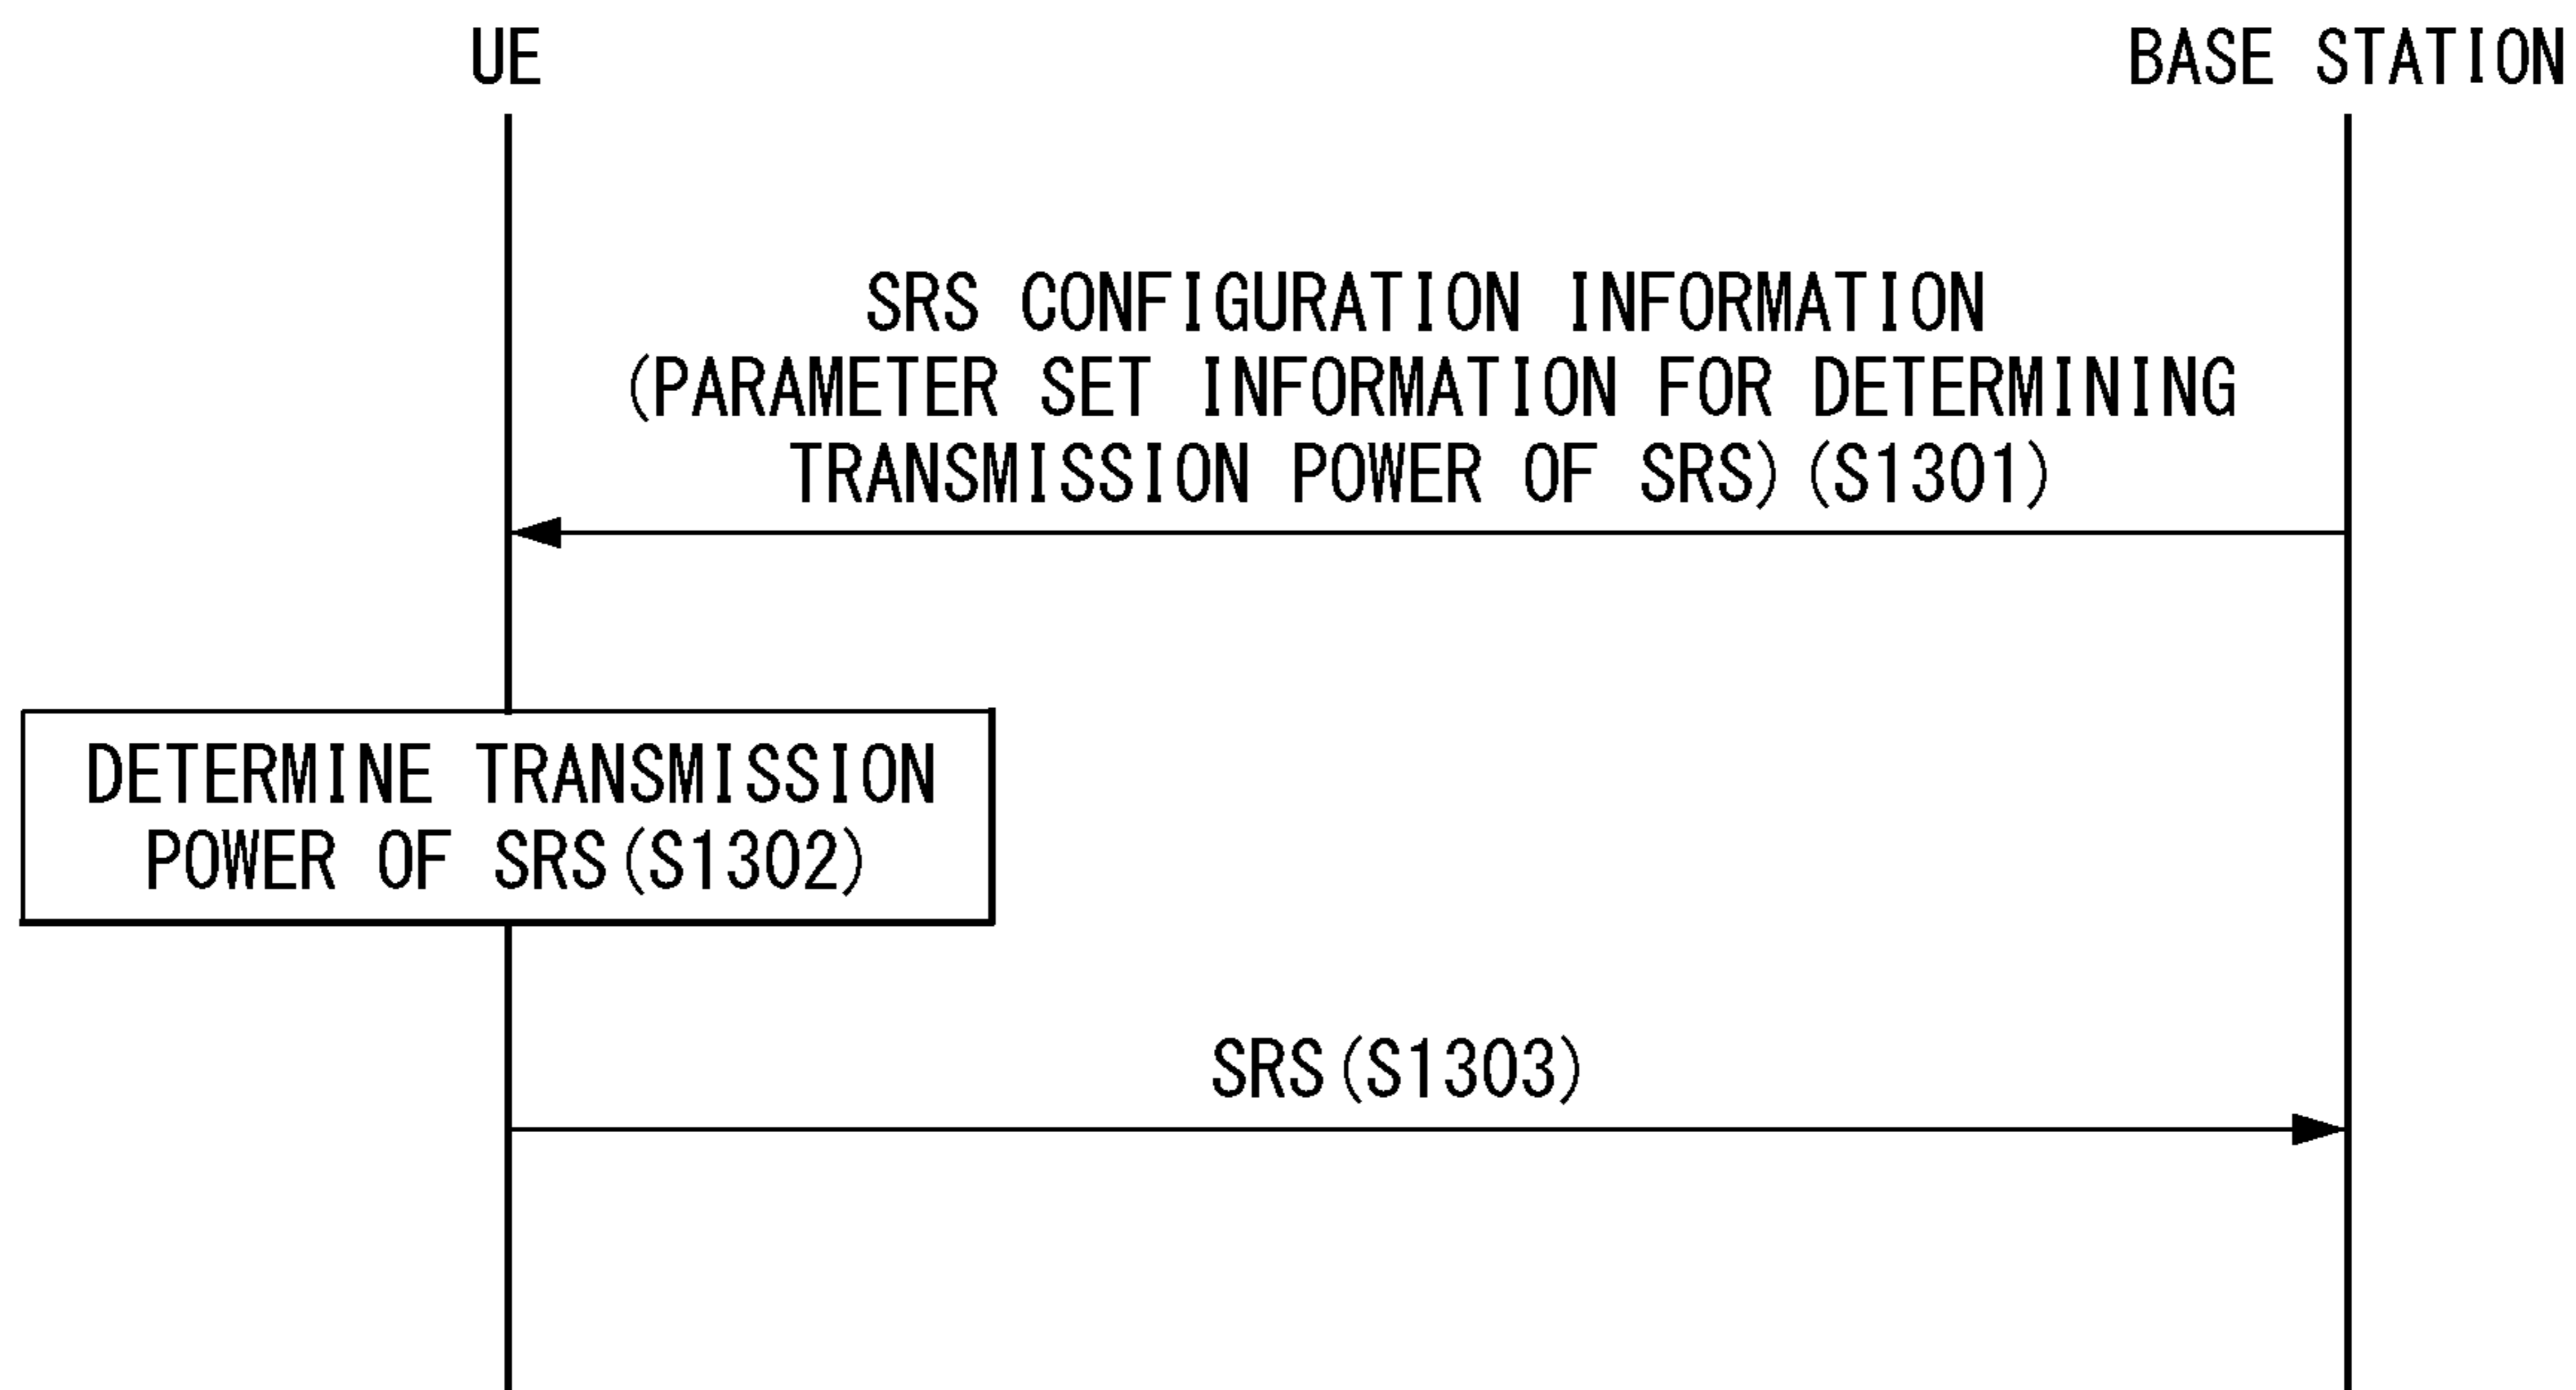 UE
BASE STATION
SRS CONFIGURATION INFORMATION
(PARAMETER SET INFORMATION FOR DETERMINING
TRANSMISSION POWER OF SRS)(S1301)
DETERMINE TRANSMISSION
POWER OF SRS(S1302)
SRS(S1303)